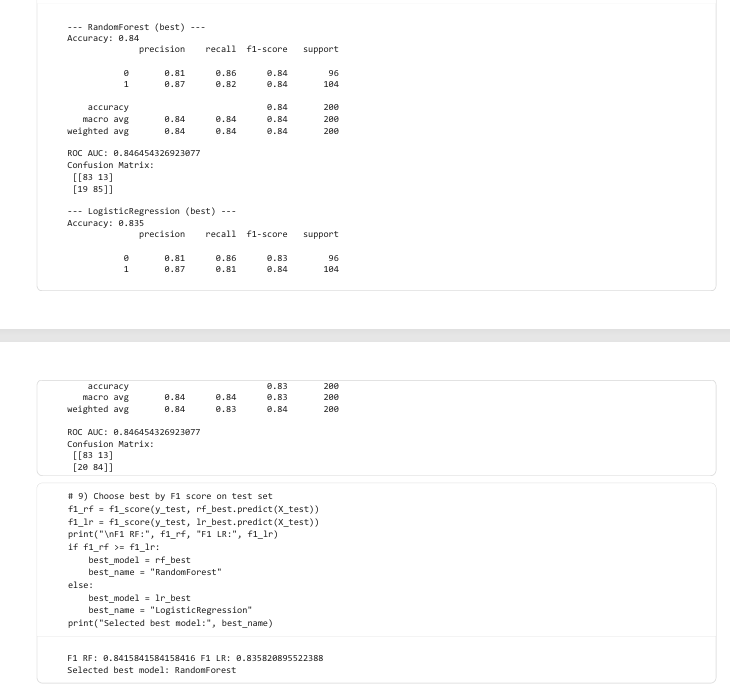 --- RandomForest (best) ---
Accuracy: 0.84
              precision    recall  f1-score   support

           0       0.81      0.86      0.84        96
           1       0.87      0.82      0.84       104

    accuracy                           0.84       200
   macro avg       0.84      0.84      0.84       200
weighted avg       0.84      0.84      0.84       200

ROC AUC: 0.846454326923077
Confusion Matrix:
 [[83 13]
 [19 85]]

--- LogisticRegression (best) ---
Accuracy: 0.835
              precision    recall  f1-score   support

           0       0.81      0.86      0.83        96
           1       0.87      0.81      0.84       104

    accuracy                           0.83       200
   macro avg       0.84      0.84      0.83       200
weighted avg       0.84      0.83      0.84       200

ROC AUC: 0.846454326923077
Confusion Matrix:
 [[83 13]
 [20 84]]

# 9) Choose best by F1 score on test set
f1_rf = f1_score(y_test, rf_best.predict(X_test))
f1_lr = f1_score(y_test, lr_best.predict(X_test))
print("\nF1 RF:", f1_rf, "F1 LR:", f1_lr)
if f1_rf >= f1_lr:
    best_model = rf_best
    best_name = "RandomForest"
else:
    best_model = lr_best
    best_name = "LogisticRegression"
print("Selected best model:", best_name)

F1 RF: 0.8415841584158416 F1 LR: 0.835820895522388
Selected best model: RandomForest